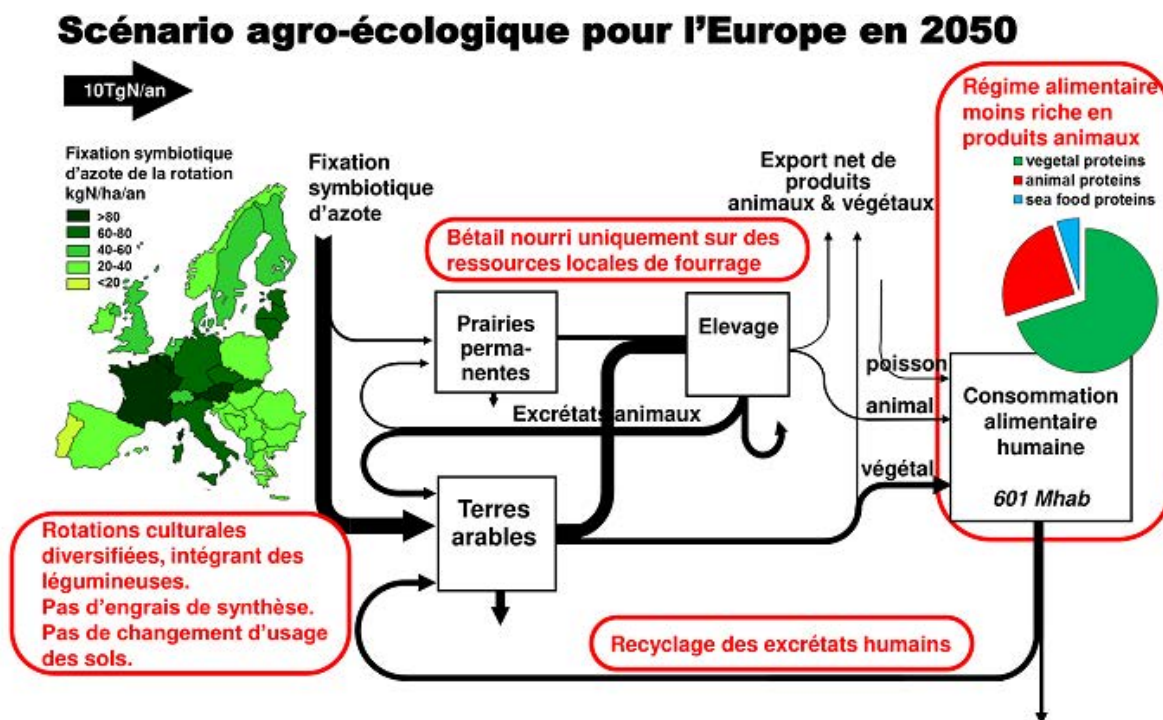 Scénario agro-écologique pour l'Europe en 2050
10TgN/an
Fixation symbiotique
d'azote de la rotation
kgN/ha/an
>80
60-80
40-60
20-40
<20
Fixation
symbiotique
d'azote
Bétail nourri uniquement sur des
ressources locales de fourrage
Export net de
produits
animaux & végétaux
Régime alimentaire
moins riche en
produits animaux
vegetal proteins
animal proteins
sea food proteins
Prairies
perma-
nentes
Elevage
Excrétats animaux
poisson
animal
végétal
Consommation
alimentaire
humaine
601 Mhab
Terres
arables
Rotations culturales
diversifiées, intégrant des
légumineuses.
Pas d'engrais de synthèse.
Pas de changement d'usage
des sols.
Recyclage des excrétats humains